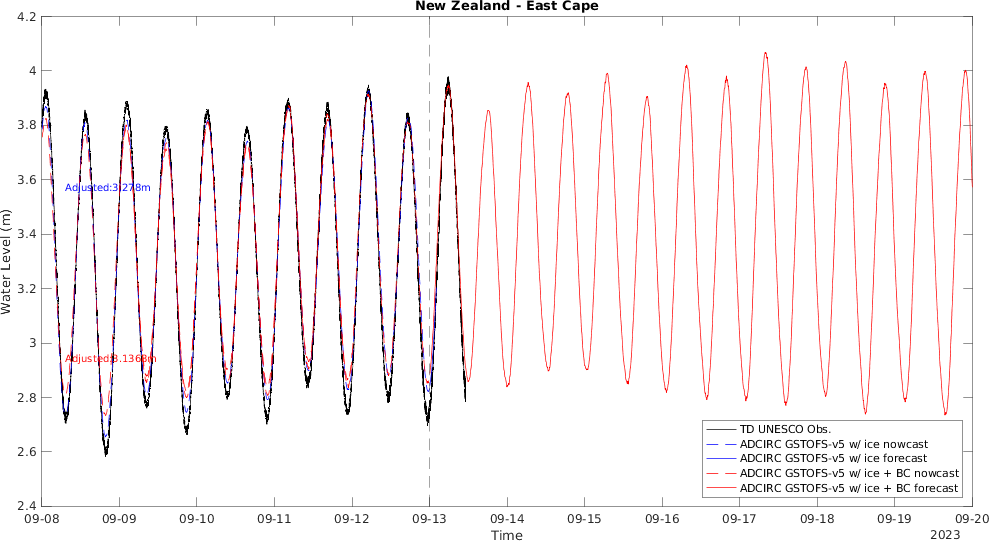 New Zealand - East Cape
4.2
4
3.8
3.6
3.4
3.2
3
2.8
2.6
2.4
Water Level (m)
Adjusted:3.278m
Adjusted:3.1368m
TD UNESCO Obs.
ADCIRC GSTOFS-v5 w/ ice nowcast
ADCIRC GSTOFS-v5 w/ ice forecast
ADCIRC GSTOFS-v5 w/ ice + BC nowcast
ADCIRC GSTOFS-v5 w/ ice + BC forecast
09-08 09-09 09-10 09-11 09-12 09-13 09-14 09-15 09-16 09-17 09-18 09-19 09-20
Time
2023